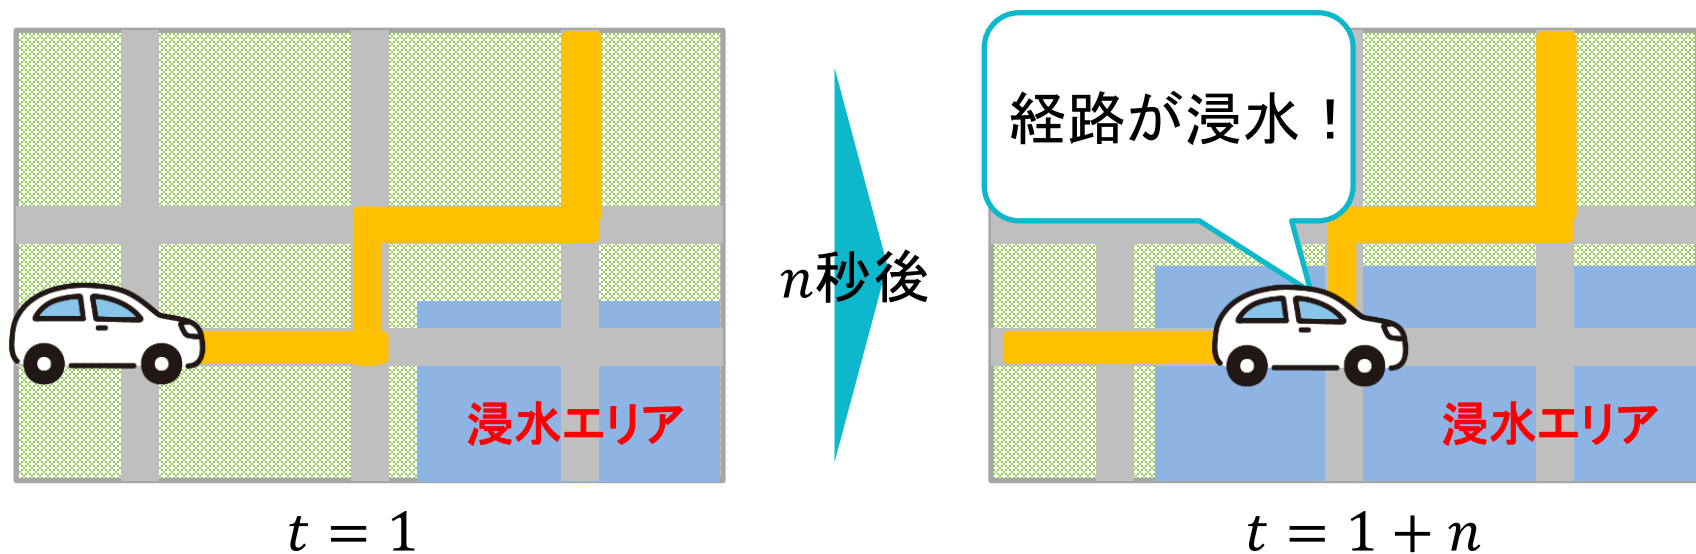 経路が浸水！
n秒後
浸水エリア
浸水エリア
t = 1
t = 1 + n